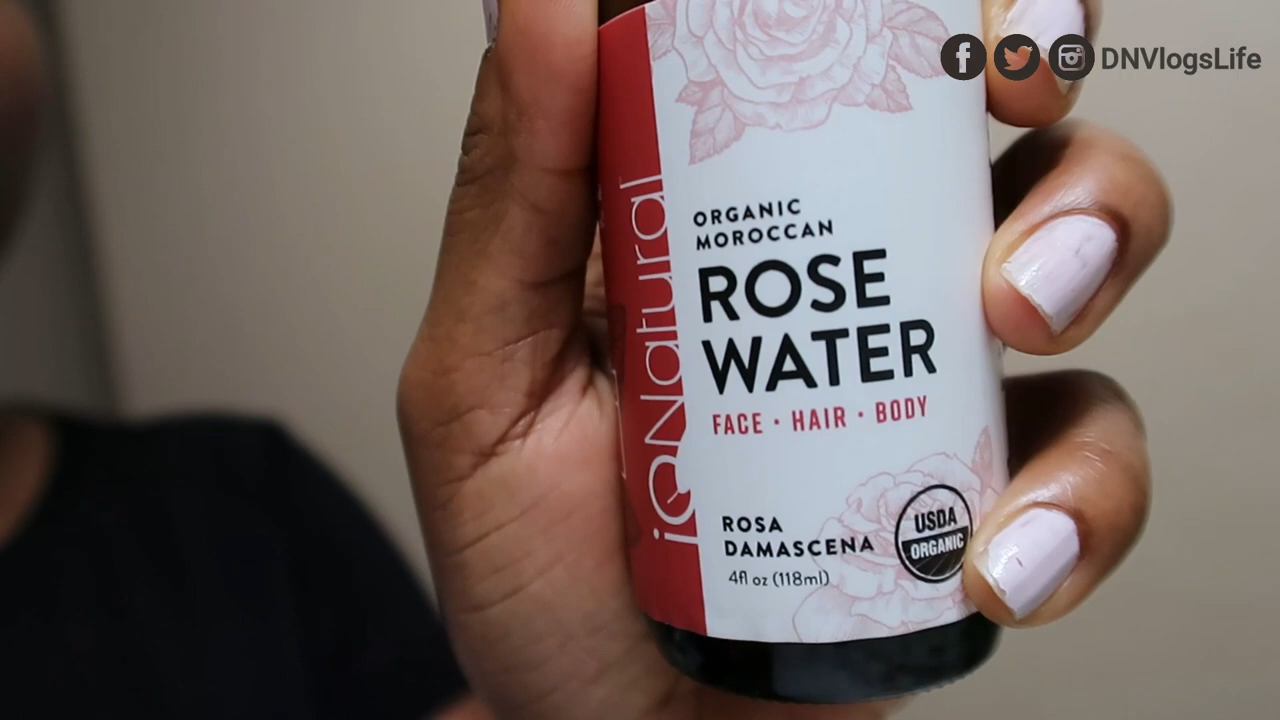 DNVlogsLife
iQNatural
ORGANIC
MOROCCAN
ROSE
WATER
FACE • HAIR • BODY
ROSA
DAMASCENA
4fl oz (118ml)
USDA
ORGANIC